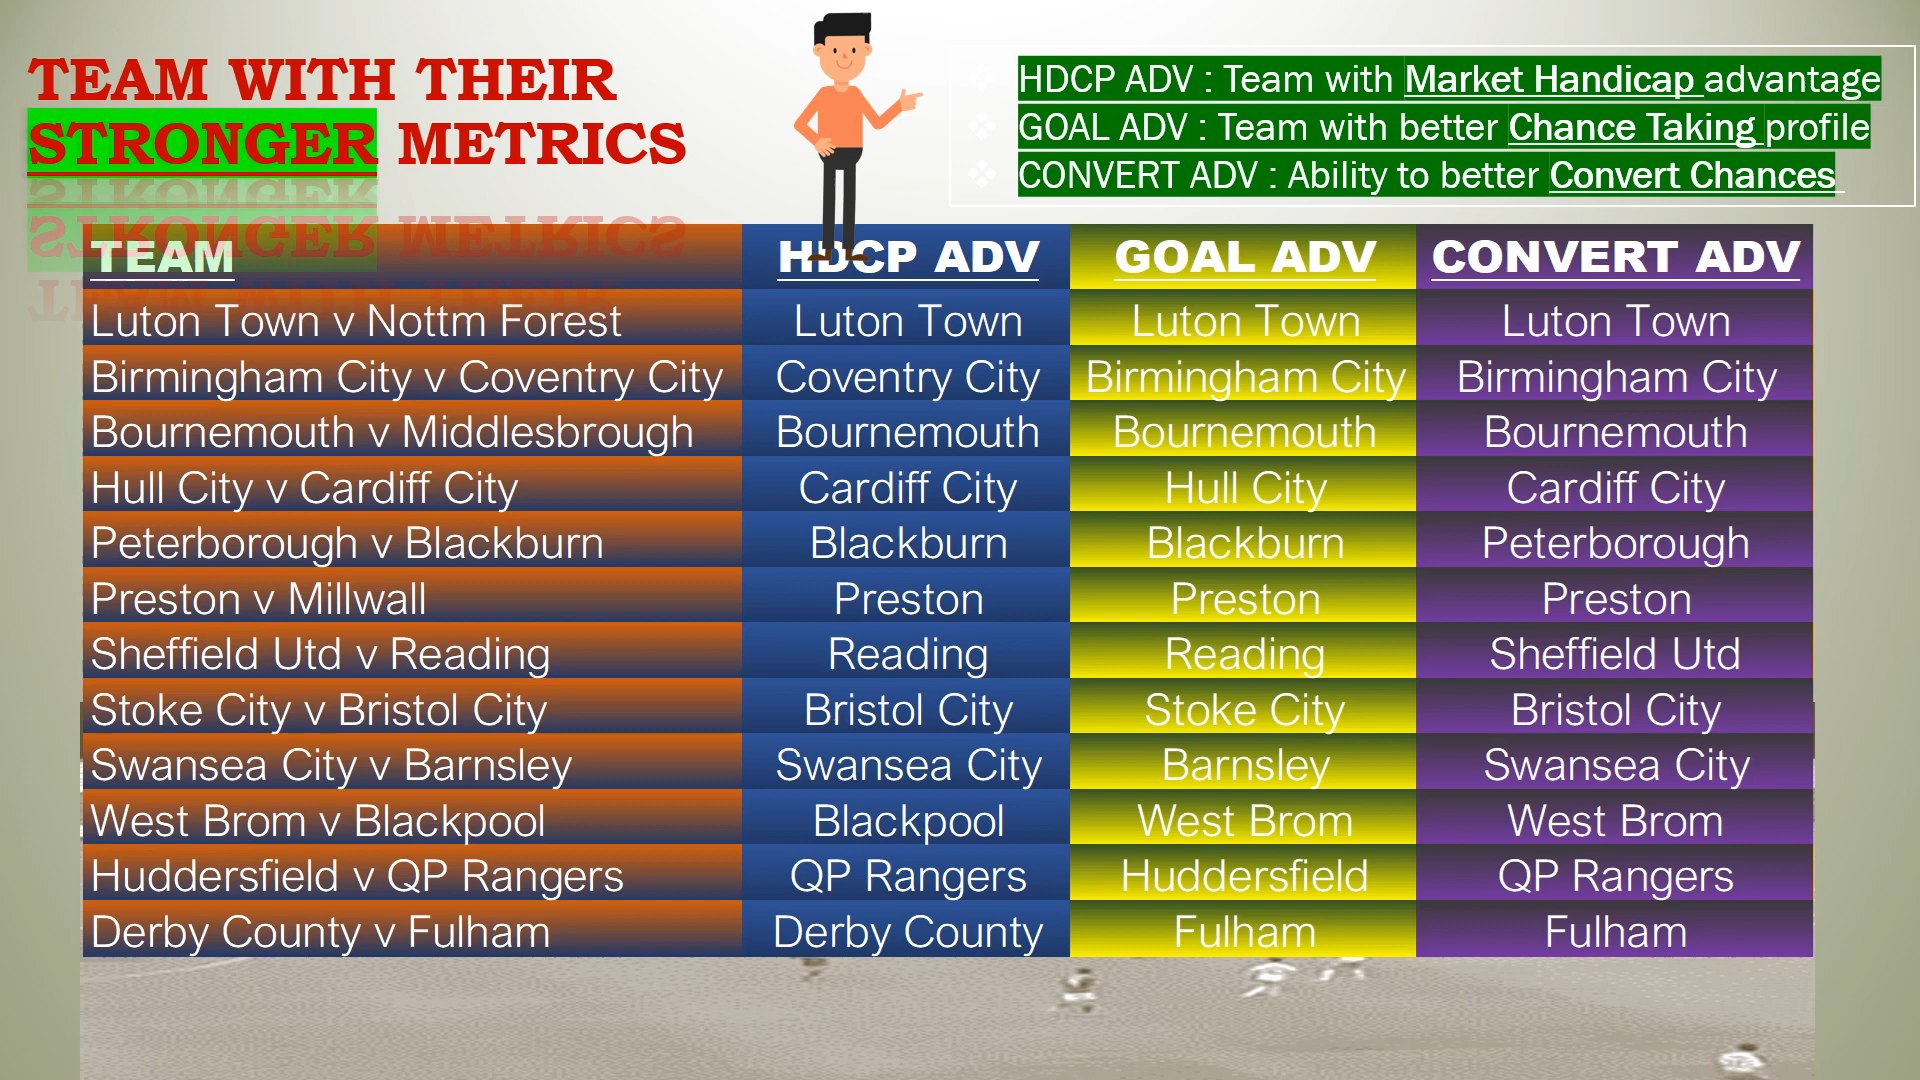 TEAM WITH THEIR
STRONGER METRICS
HDCP ADV : Team with Market Handicap advantage
GOAL ADV : Team with better Chance Taking profile
CONVERT ADV : Ability to better Convert Chances
TEAM HDCP ADV GOAL ADV CONVERT ADV
Luton Town v Nottm Forest Luton Town Luton Town Luton Town
Birmingham City v Coventry City Coventry City Birmingham City Birmingham City
Bournemouth v Middlesbrough Bournemouth Bournemouth Bournemouth
Hull City v Cardiff City Cardiff City Hull City Cardiff City
Peterborough v Blackburn Blackburn Blackburn Peterborough
Preston v Millwall Preston Preston Preston
Sheffield Utd v Reading Reading Reading Sheffield Utd
Stoke City v Bristol City Bristol City Stoke City Bristol City
Swansea City v Barnsley Swansea City Barnsley Swansea City
West Brom v Blackpool Blackpool West Brom West Brom
Huddersfield v QP Rangers QP Rangers Huddersfield QP Rangers
Derby County v Fulham Derby County Fulham Fulham